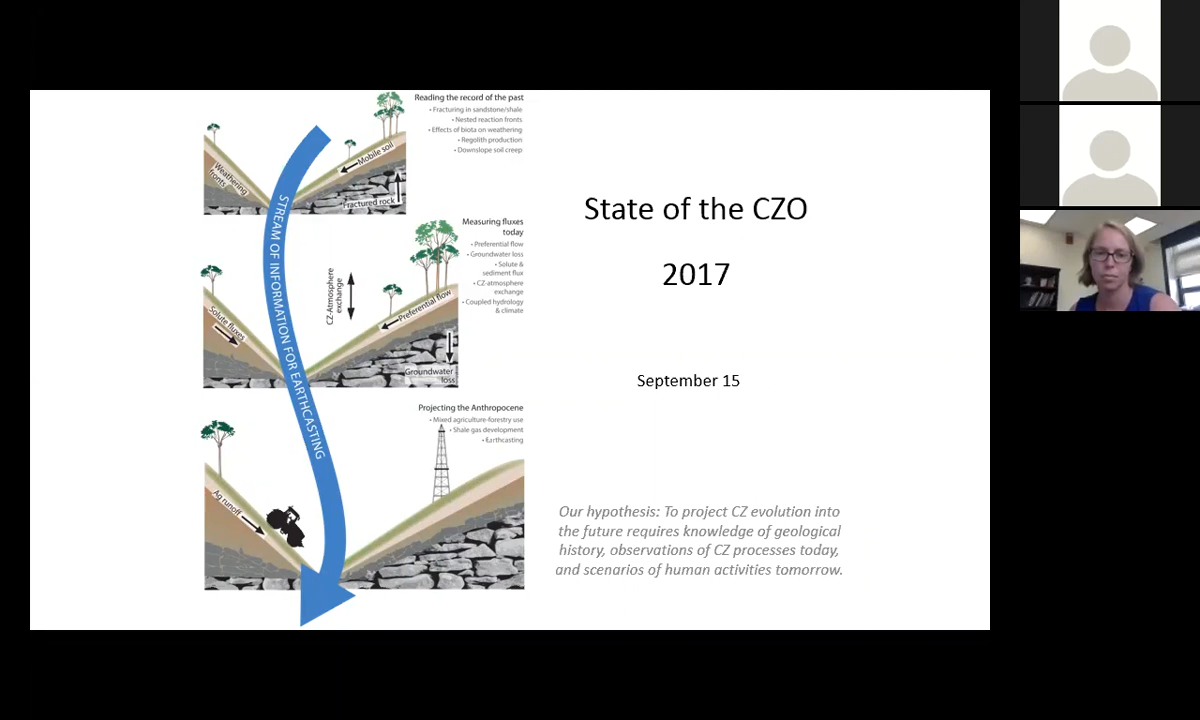 Reading the record of the past
• Fracturing in sandstone/shale
• Nested reaction fronts
• Effects of biota on weathering
• Regolith production
• Downslope soil creep
Weathering
fronts
Mobile soil
Fractured rock
STREAM OF INFORMATION FOR EARTHCASTING
Measuring fluxes
today
• Preferential flow
• Groundwater loss
• Solute &
sediment flux
• CZ-atmosphere
exchange
• Coupled hydrology
& climate
CZ-Atmosphere
exchange
Solute fluxes
Preferential flow
Groundwater
loss
Projecting the Anthropocene
• Mixed agriculture-forestry use
• Shale gas development
• Earthcasting
Ag runoff
State of the CZO
2017
September 15
Our hypothesis: To project CZ evolution into
the future requires knowledge of geological
history, observations of CZ processes today,
and scenarios of human activities tomorrow.